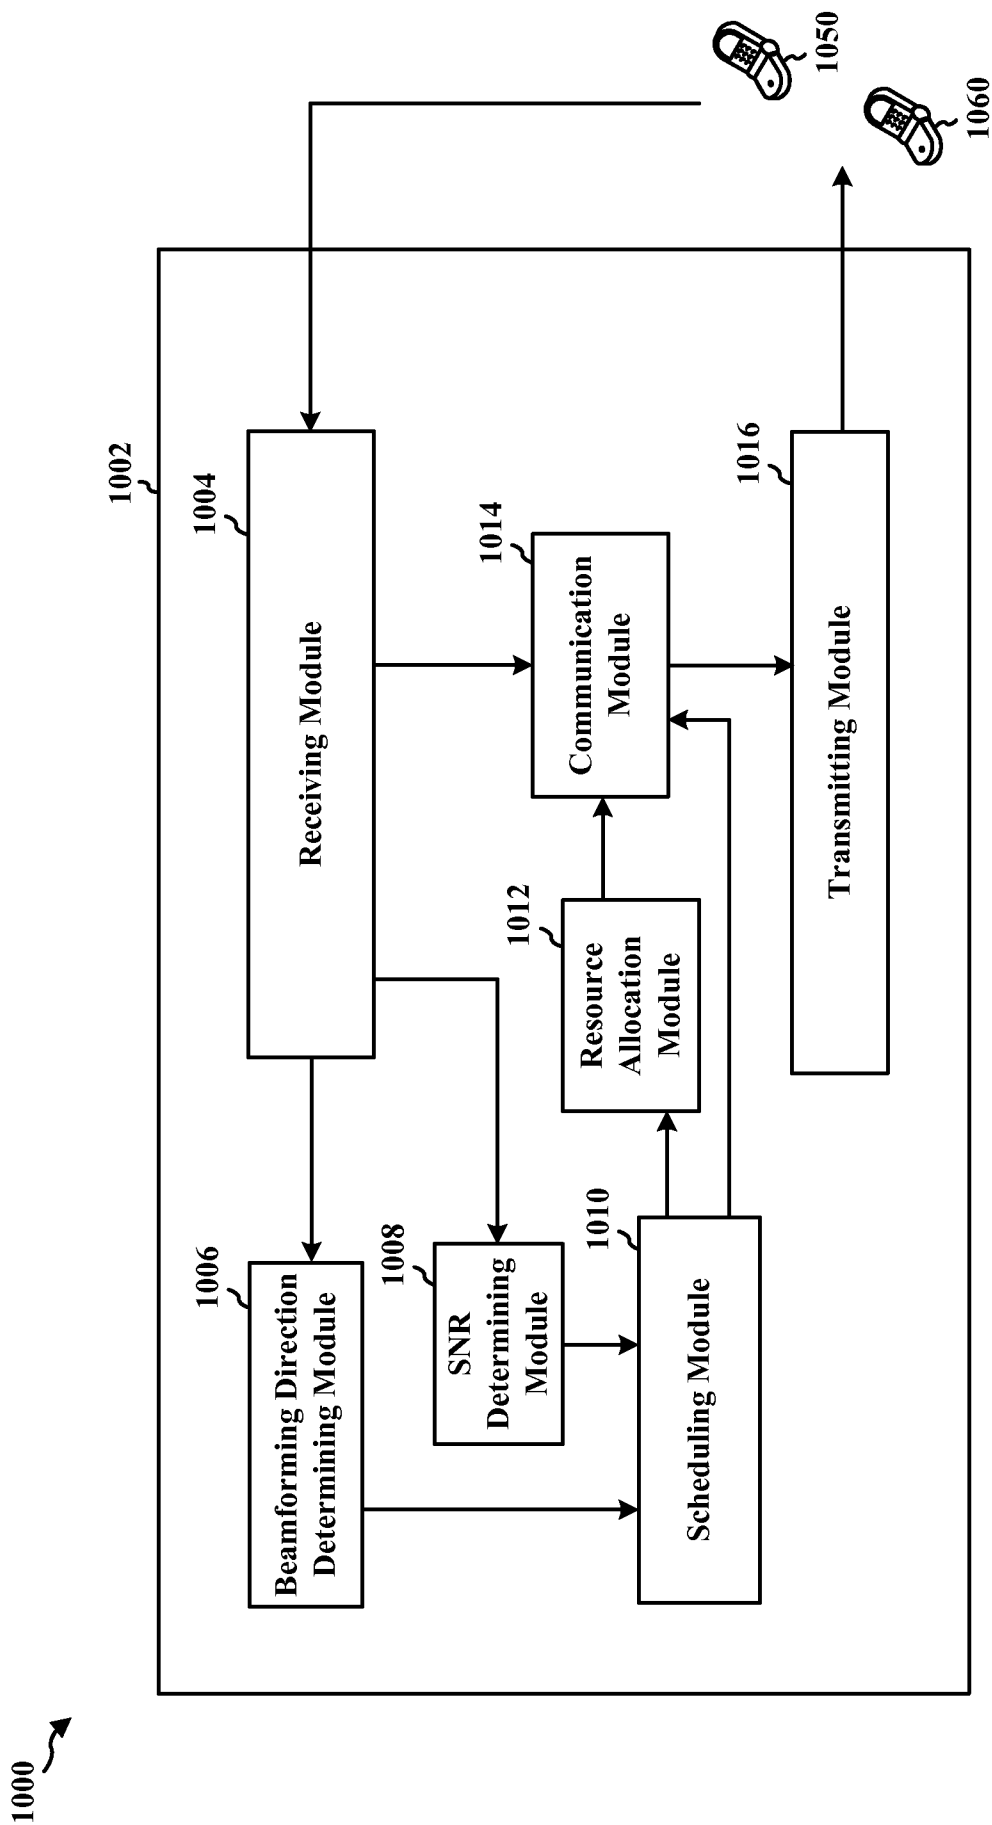 1000
1002
1004
Receiving Module
1006
Beamforming Direction
Determining Module
1008
SNR
Determining
Module
1010
Scheduling Module
1012
Resource
Allocation
Module
1014
Communication
Module
1016
Transmitting Module
1050
1060